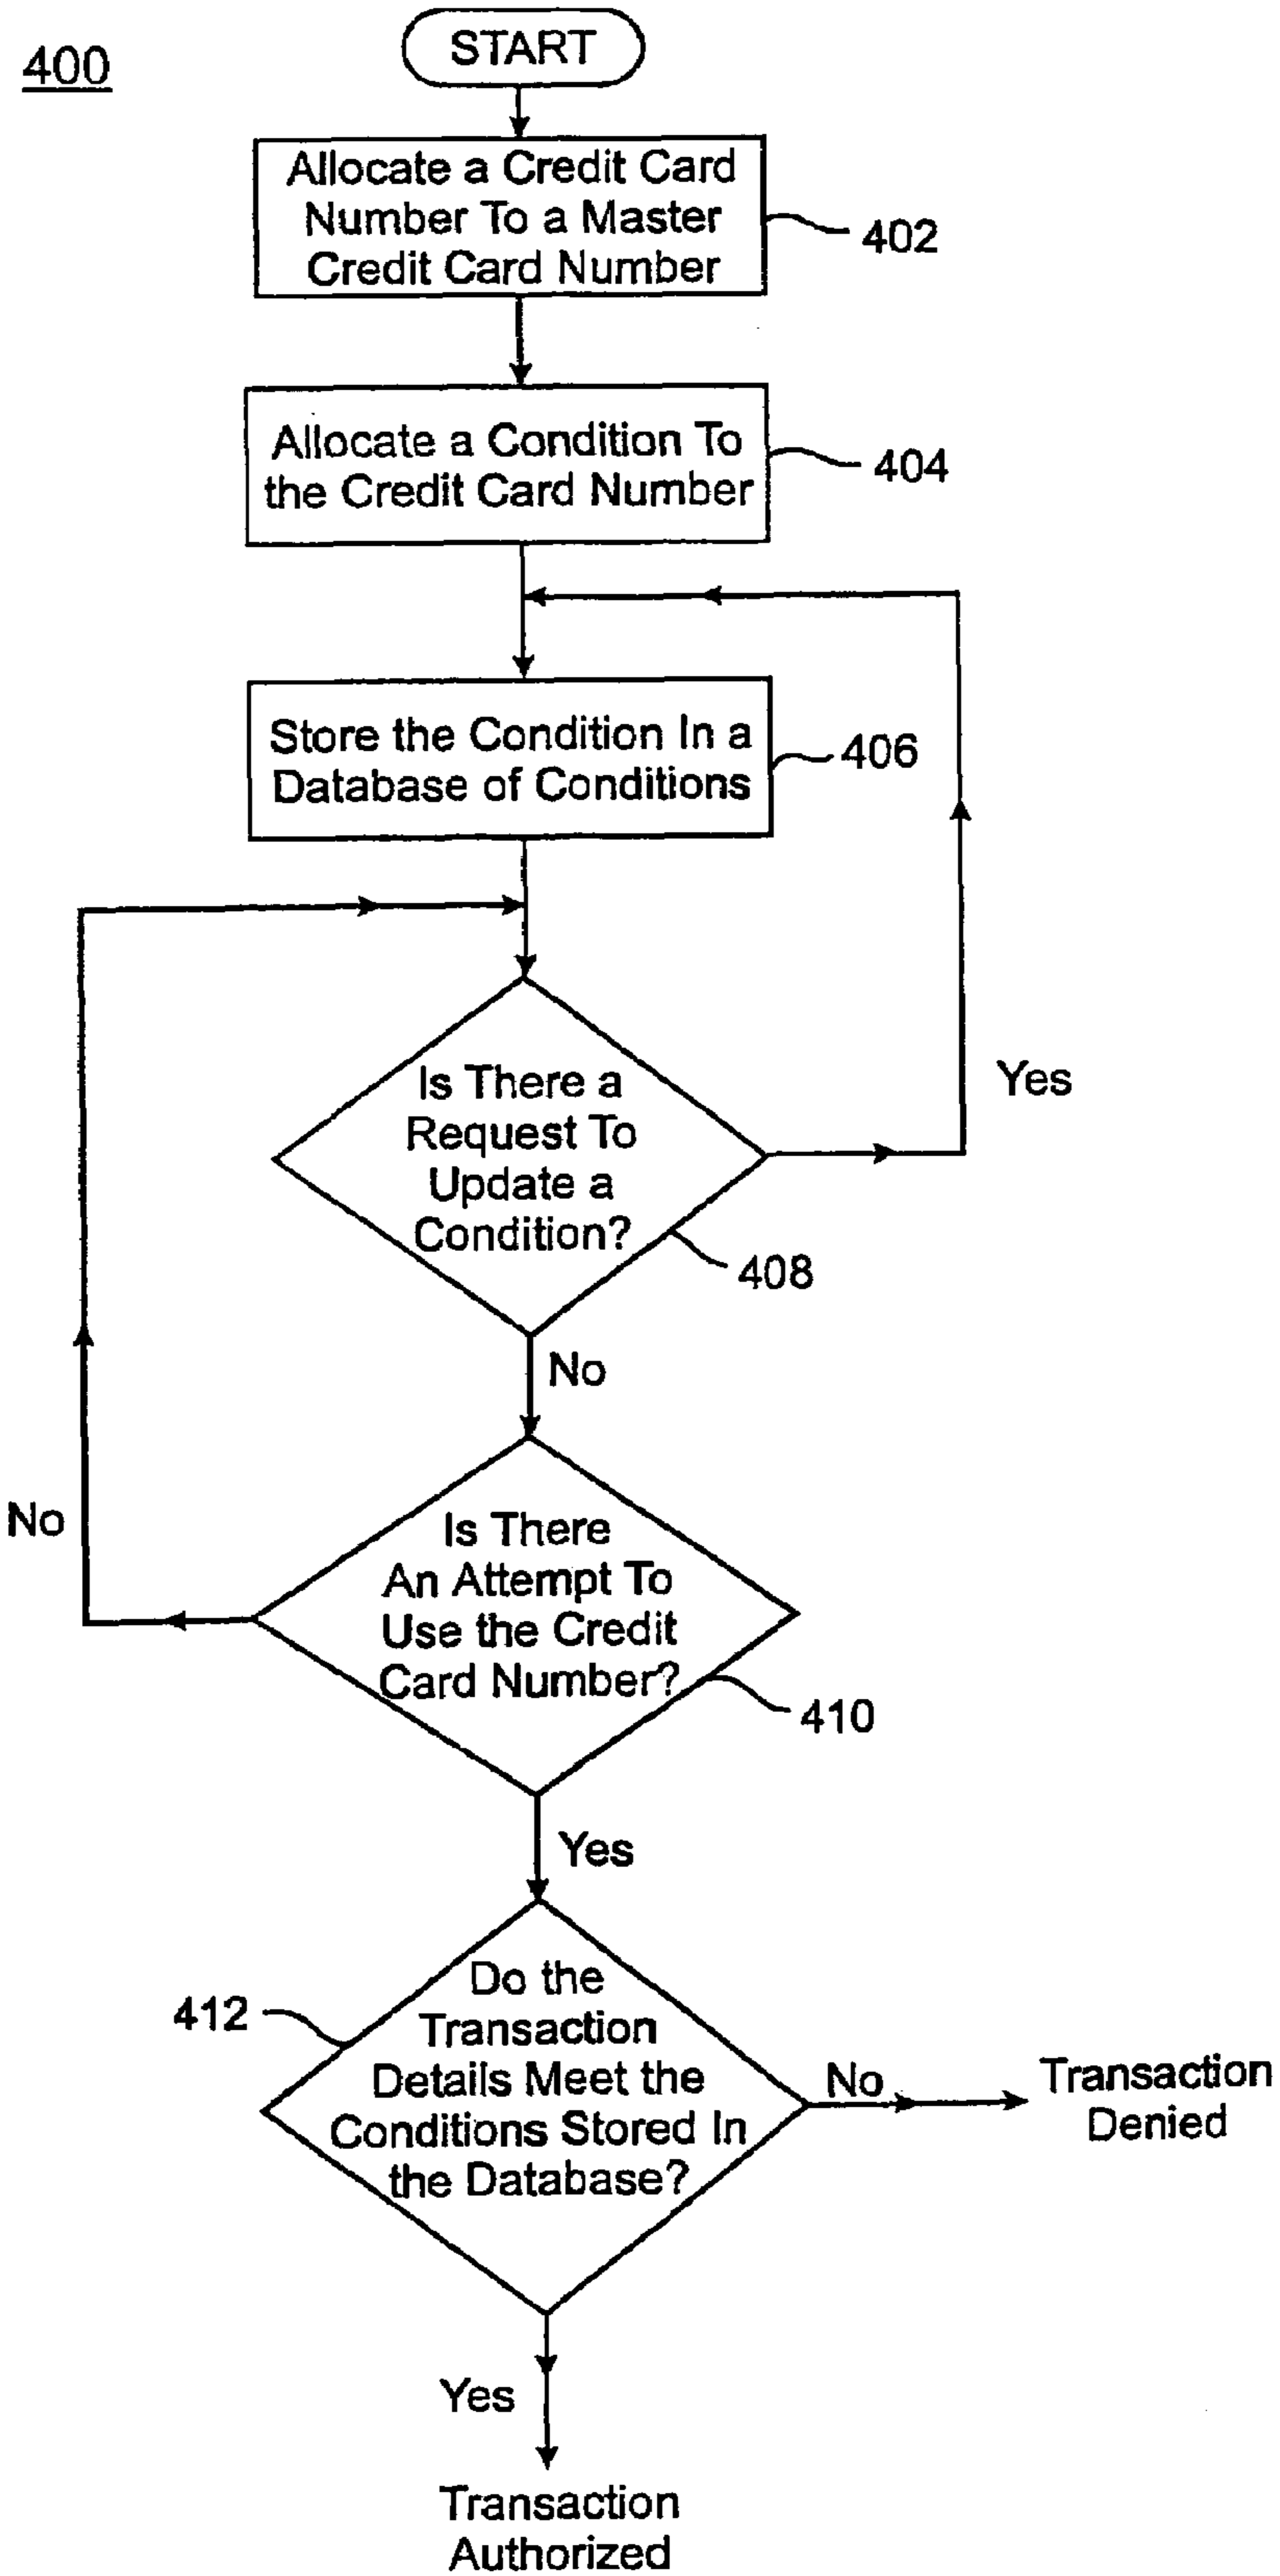 400
START
Allocate a Credit Card
Number To a Master
Credit Card Number
402
Allocate a Condition To
the Credit Card Number
404
Store the Condition In a
Database of Conditions
406
Is There a
Request To
Update a
Condition?
408
Yes
No
Is There
An Attempt To
Use the Credit
Card Number?
410
No
Yes
412
Do the
Transaction
Details Meet the
Conditions Stored In
the Database?
No
Transaction
Denied
Yes
Transaction
Authorized